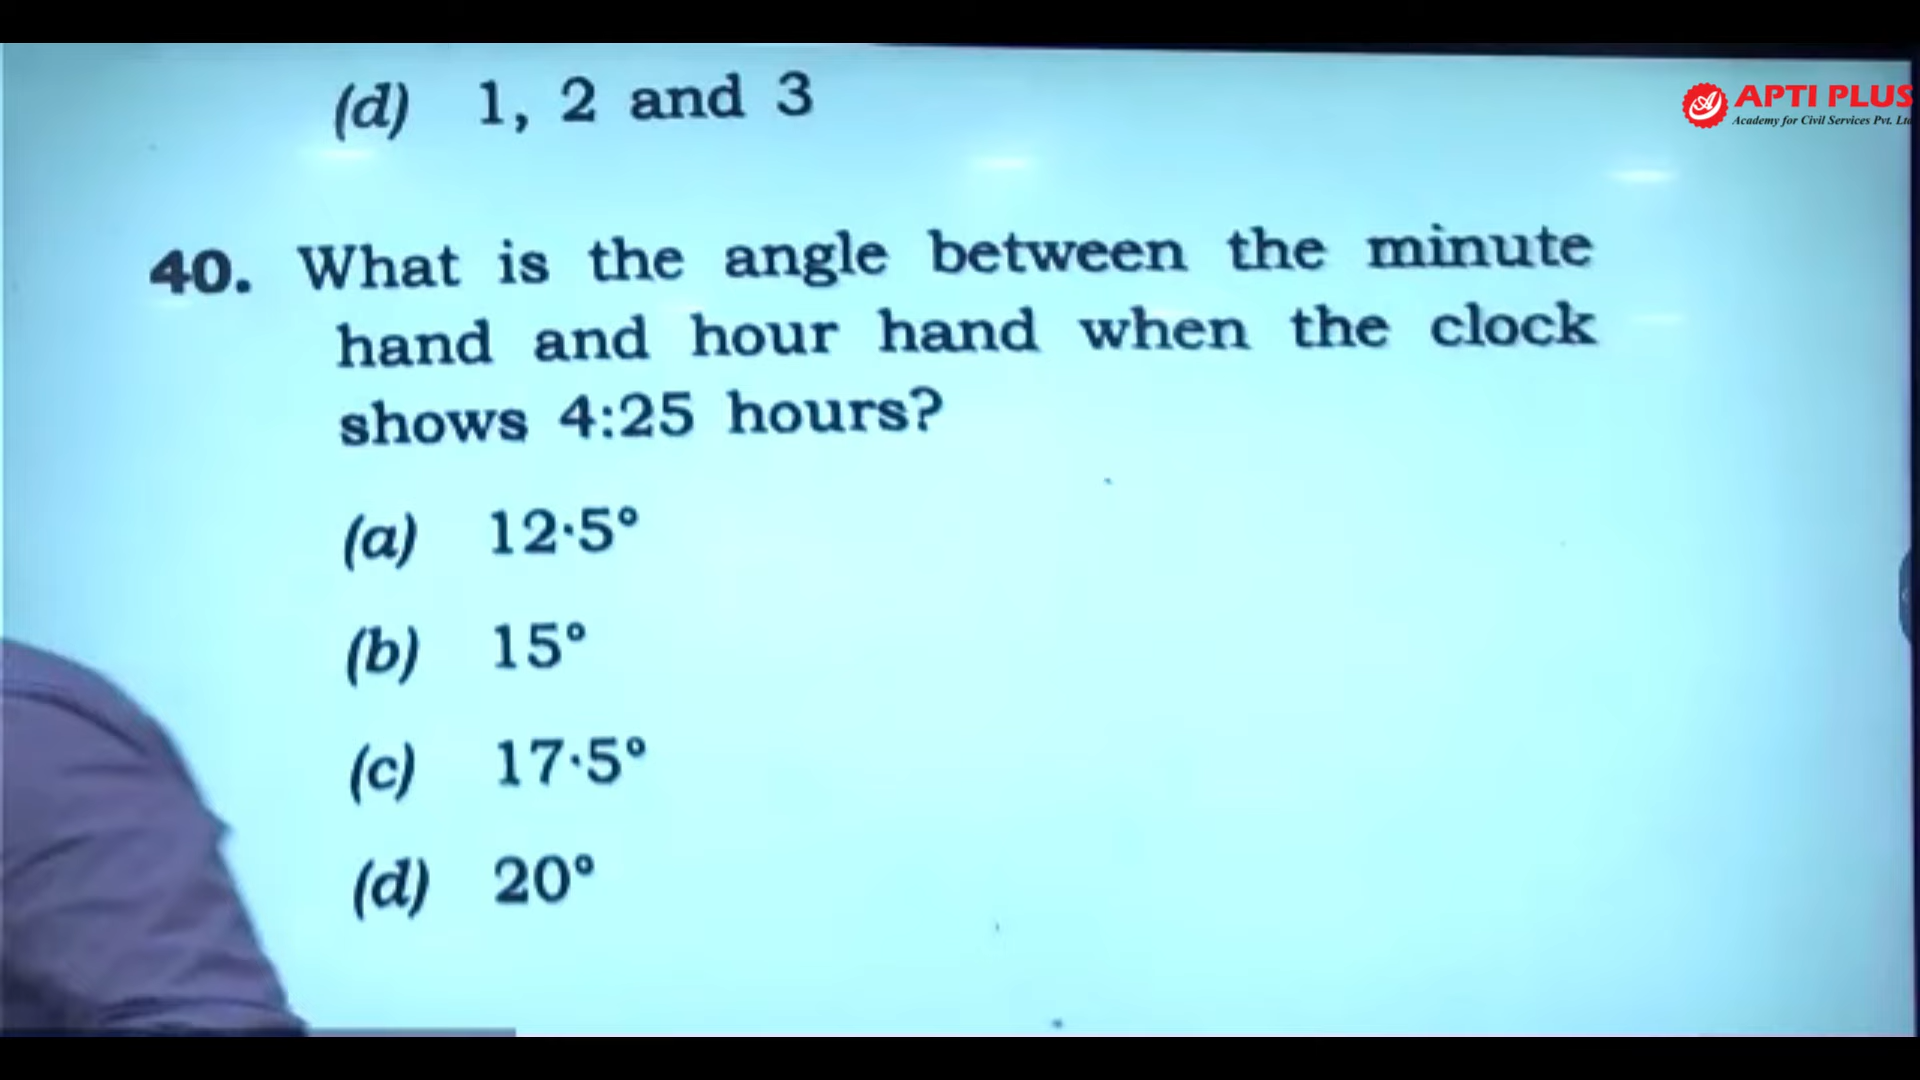 (d) 1, 2 and 3
APTI PLUS
Academy for Civil Services Pvt. Lt
40. What is the angle between the minute
hand and hour hand when the clock
shows 4:25 hours?
(a) 12·5°
(b) 15°
(c) 17·5°
(d) 20°